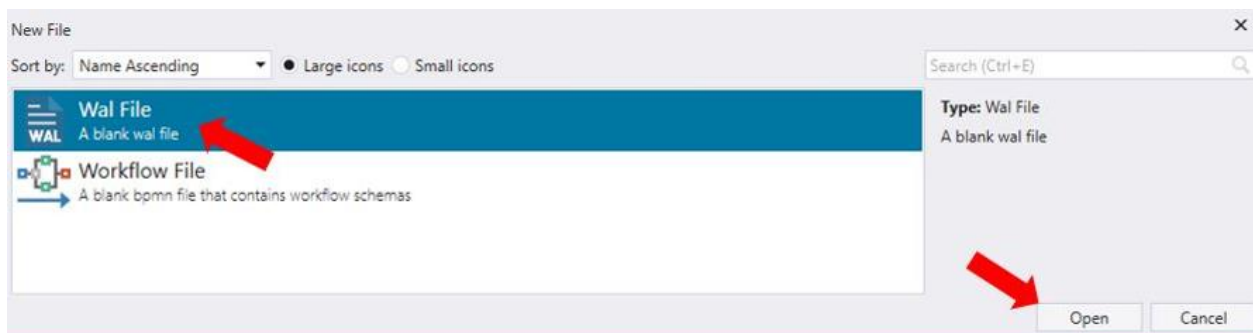 New File
Sort by: Name Ascending Large icons Small icons Search (Ctrl+E)
Wal File
WAL A blank wal file
Type: Wal File
A blank wal file
Workflow File
A blank bpmn file that contains workflow schemas
Open Cancel